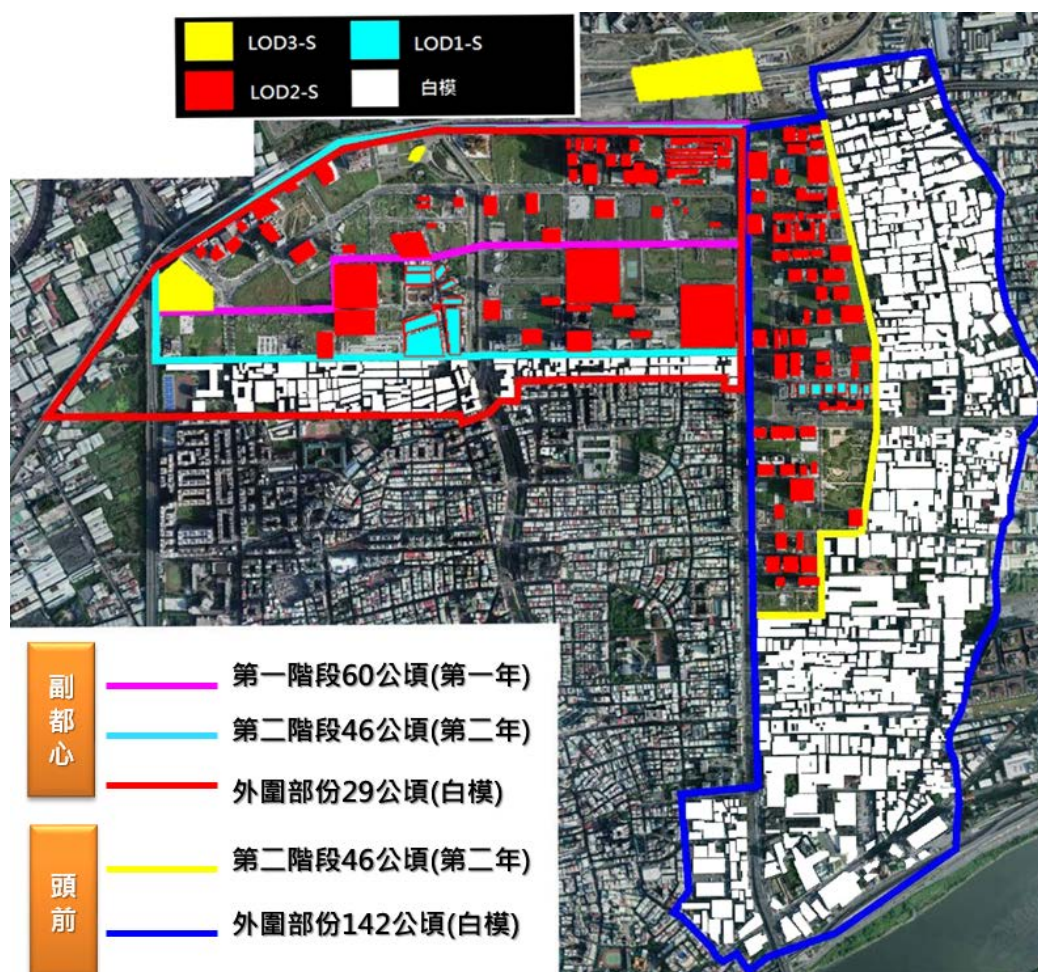 LOD3-S
LOD1-S
LOD2-S
白模
副都心
第一階段60公頃(第一年)
第二階段46公頃(第二年)
外圍部份29公頃(白模)
頭前
第二階段46公頃(第二年)
外圍部份142公頃(白模)